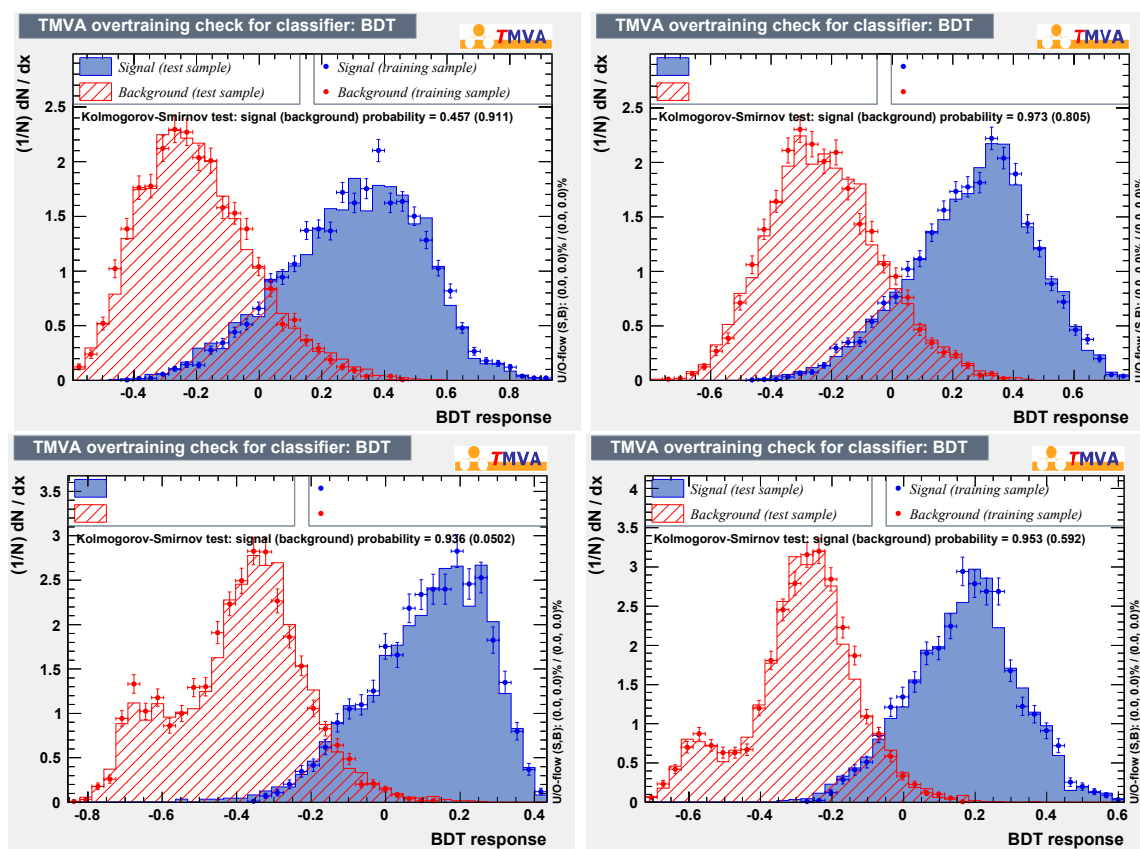 TMVA overtraining check for classifier: BDT
TMVA
(1/N) dN / dx
Signal (test sample)
Background (test sample)
Signal (training sample)
Background (training sample)
Kolmogorov-Smirnov test: signal (background) probability = 0.457 (0.911)
2.5
2
1.5
1
0.5
0
-0.4 -0.2 0 0.2 0.4 0.6 0.8
BDT response
U/O-flow (S,B): (0.0, 0.0)% / (0.0, 0.0)%
TMVA overtraining check for classifier: BDT
TMVA
(1/N) dN / dx
Kolmogorov-Smirnov test: signal (background) probability = 0.973 (0.805)
2.5
2
1.5
1
0.5
0
-0.6 -0.4 -0.2 0 0.2 0.4 0.6
BDT response
U/O-flow (S,B): (0.0, 0.0)% / (0.0, 0.0)%
TMVA overtraining check for classifier: BDT
TMVA
(1/N) dN / dx
Kolmogorov-Smirnov test: signal (background) probability = 0.936 (0.0502)
3.5
3
2.5
2
1.5
1
0.5
0
-0.8 -0.6 -0.4 -0.2 0 0.2 0.4
BDT response
U/O-flow (S,B): (0.0, 0.0)% / (0.0, 0.0)%
TMVA overtraining check for classifier: BDT
TMVA
(1/N) dN / dx
Signal (test sample)
Background (test sample)
Signal (training sample)
Background (training sample)
Kolmogorov-Smirnov test: signal (background) probability = 0.953 (0.592)
4
3.5
3
2.5
2
1.5
1
0.5
0
-0.6 -0.4 -0.2 0 0.2 0.4 0.6
BDT response
U/O-flow (S,B): (0.0, 0.0)% / (0.0, 0.0)%